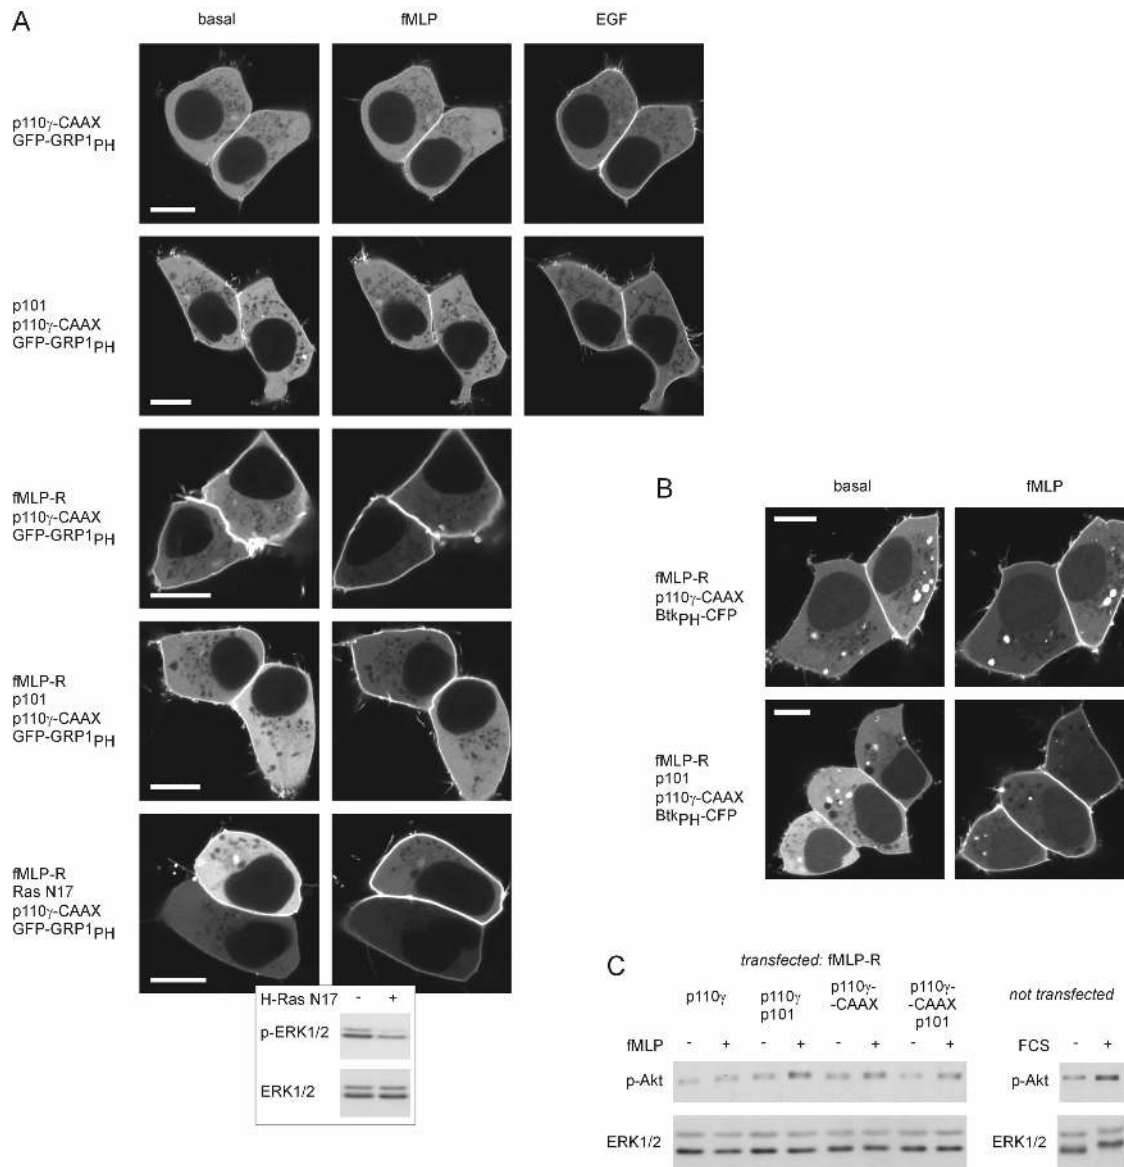 A
basal fMLP EGF
p110γ-CAAX
GFP-GRP1PH
p101
p110γ-CAAX
GFP-GRP1PH
fMLP-R
p110γ-CAAX
GFP-GRP1PH
fMLP-R
p101
p110γ-CAAX
GFP-GRP1PH
fMLP-R
Ras N17
p110γ-CAAX
GFP-GRP1PH
H-Ras N17 - +
p-ERK1/2
ERK1/2
B
basal fMLP
fMLP-R
p110γ-CAAX
BtkPH-CFP
fMLP-R
p101
p110γ-CAAX
BtkPH-CFP
C
transfected: fMLP-R
p110γ
p110γ
p101
p110γ-
-CAAX
p110γ-
-CAAX
p101
not transfected
fMLP - + - + - + - +
FCS - +
p-Akt
p-Akt
ERK1/2
ERK1/2